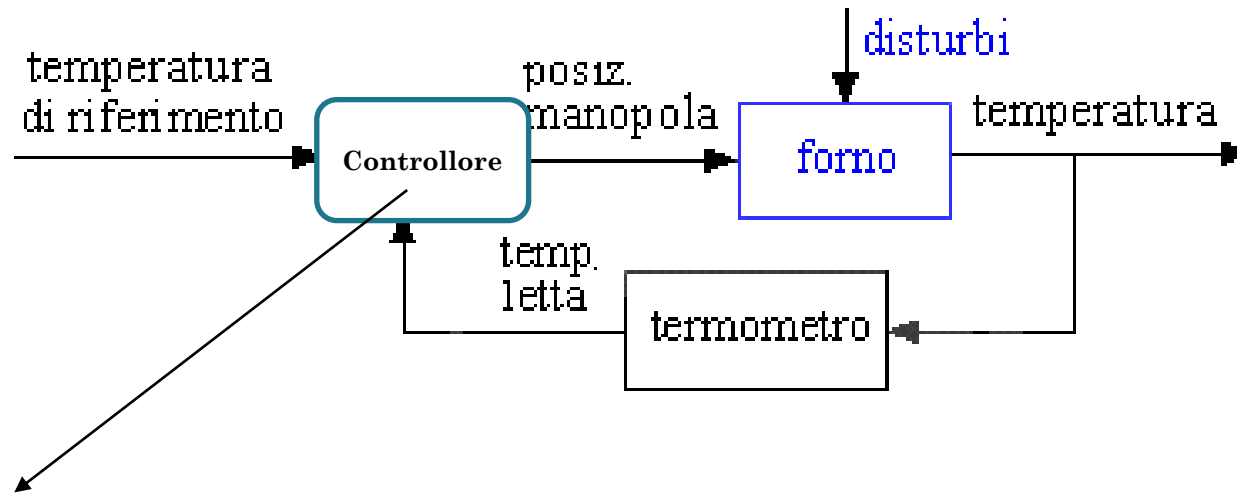 temperatura
di riferimento
Controllore
posiz.
manopola
disturbi
forno
temperatura
temp.
letta
termometro